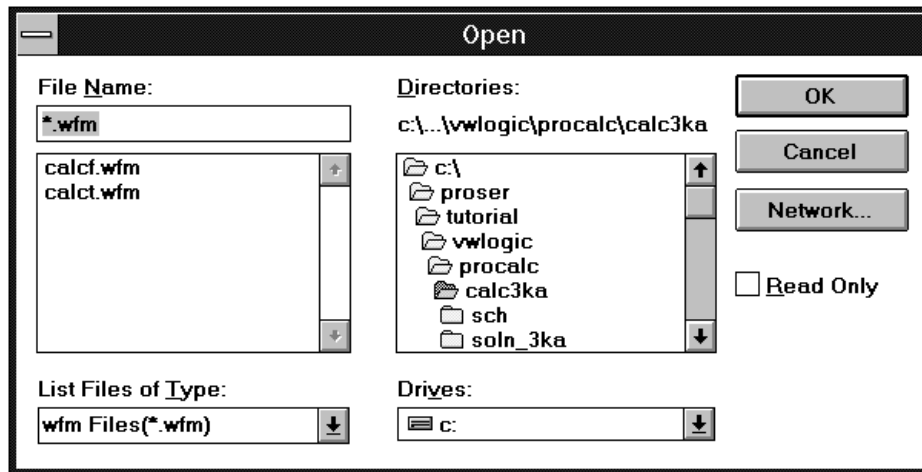 Open
File Name:
*.wfm
calcf.wfm
calct.wfm
List Files of Type:
wfm Files(*.wfm)
Directories:
c:\...\vwlogic\procalc\calc3ka
c:\
proser
tutorial
vwlogic
procalc
calc3ka
sch
soln_3ka
Drives:
c:
OK
Cancel
Network...
Read Only